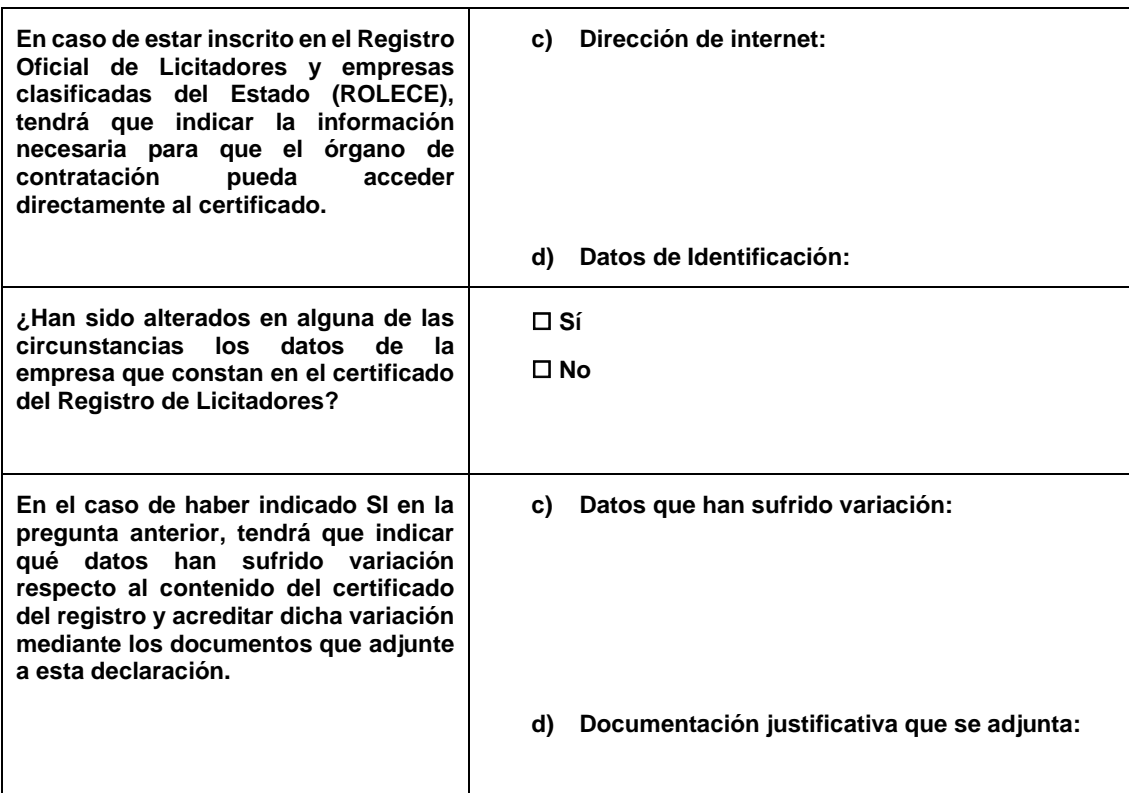 En caso de estar inscrito en el Registro
Oficial de Licitadores y empresas
clasificadas del Estado (ROLECE),
tendrá que indicar la información
necesaria para que el órgano de
contratación pueda acceder
directamente al certificado.
c) Dirección de internet:
d) Datos de Identificación:
¿Han sido alterados en alguna de las
circunstancias los datos de la
empresa que constan en el certificado
del Registro de Licitadores?
☐ Sí
☐ No
En el caso de haber indicado SI en la
pregunta anterior, tendrá que indicar
qué datos han sufrido variación
respecto al contenido del certificado
del registro y acreditar dicha variación
mediante los documentos que adjunte
a esta declaración.
c) Datos que han sufrido variación:
d) Documentación justificativa que se adjunta: